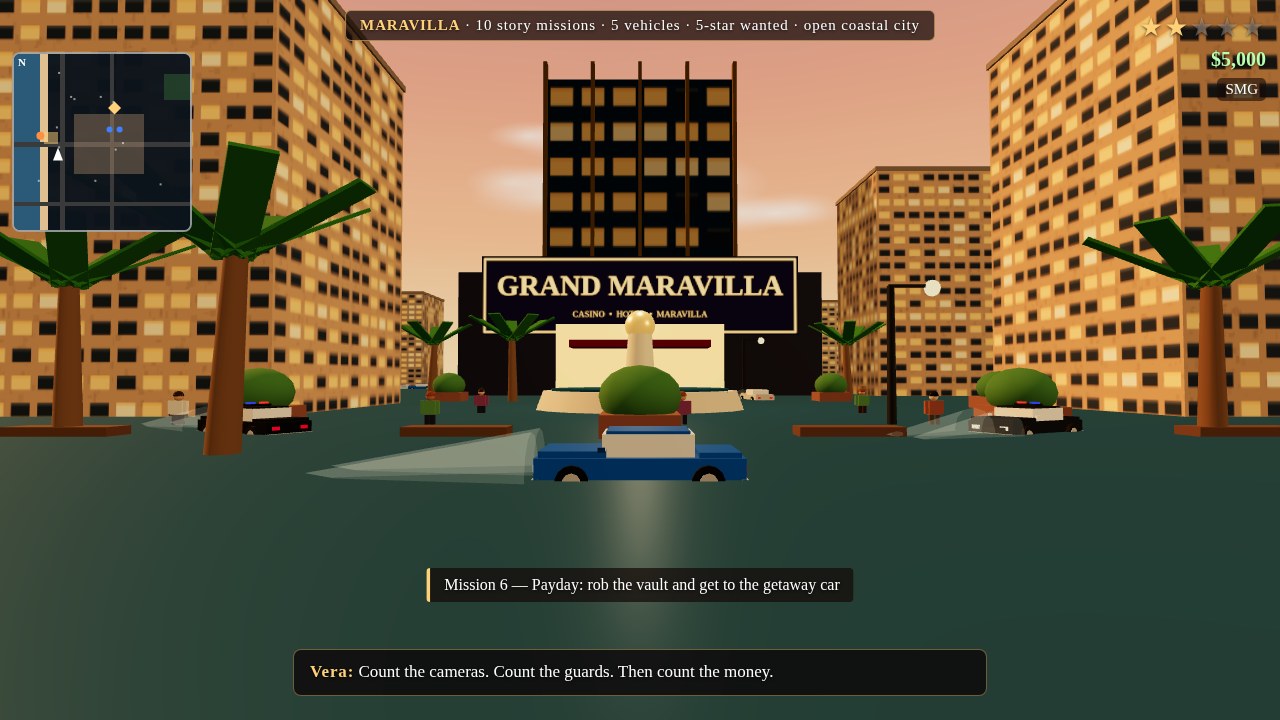 MARAVILLA · 10 story missions · 5 vehicles · 5-star wanted · open coastal city
N
$5,000
SMG
GRAND MARAVILLA
CASINO • • MARAVILLA
Mission 6 — Payday: rob the vault and get to the getaway car
Vera: Count the cameras. Count the guards. Then count the money.